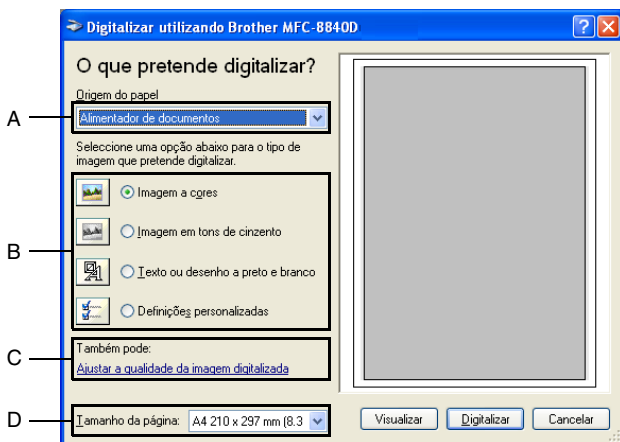 Digitalizar utilizando Brother MFC-8840D
O que pretende digitalizar?
Origem do papel
A
Alimentador de documentos
Seleccione uma opção abaixo para o tipo de
imagem que pretende digitalizar.
Imagem a cores
Imagem em tons de cinzento
B
Texto ou desenho a preto e branco
Definições personalizadas
C
Também pode:
Ajustar a qualidade da imagem digitalizada
D
Tamanho da página: A4 210 x 297 mm (8.3
Visualizar Digitalizar Cancelar